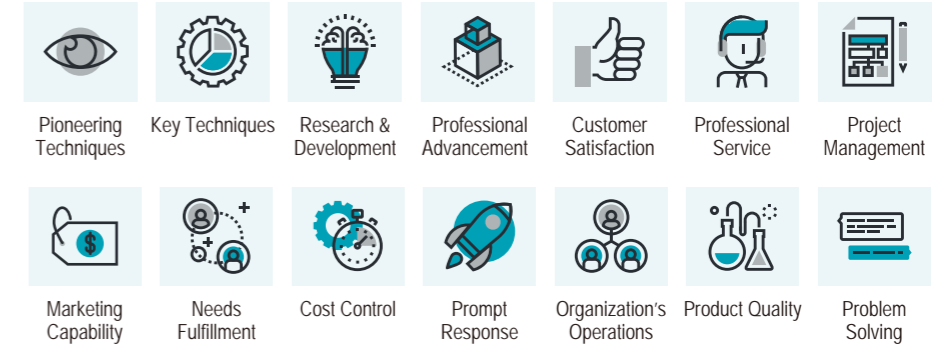 Pioneering
Techniques
Key Techniques
Research &
Development
Professional
Advancement
Customer
Satisfaction
Professional
Service
Project
Management
$
Marketing
Capability
Needs
Fulfillment
Cost Control
Prompt
Response
Organization's
Operations
Product Quality
Problem
Solving